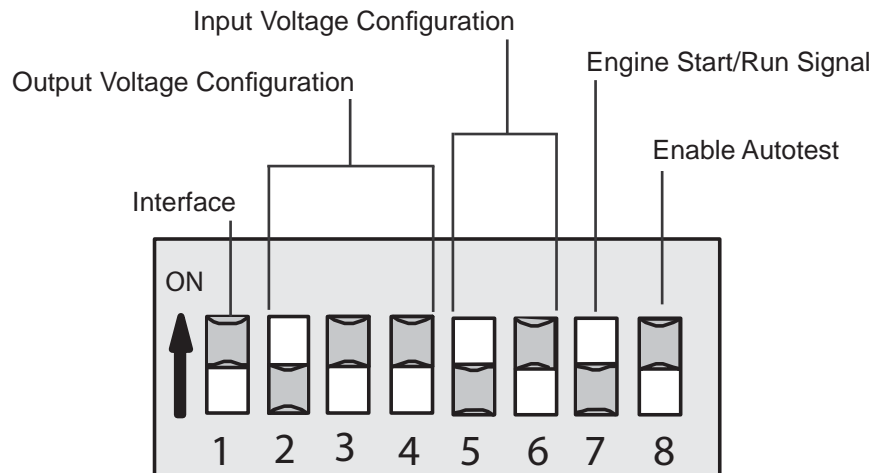 Input Voltage Configuration
Engine Start/Run Signal
Output Voltage Configuration
Enable Autotest
Interface
ON
1 2 3 4 5 6 7 8